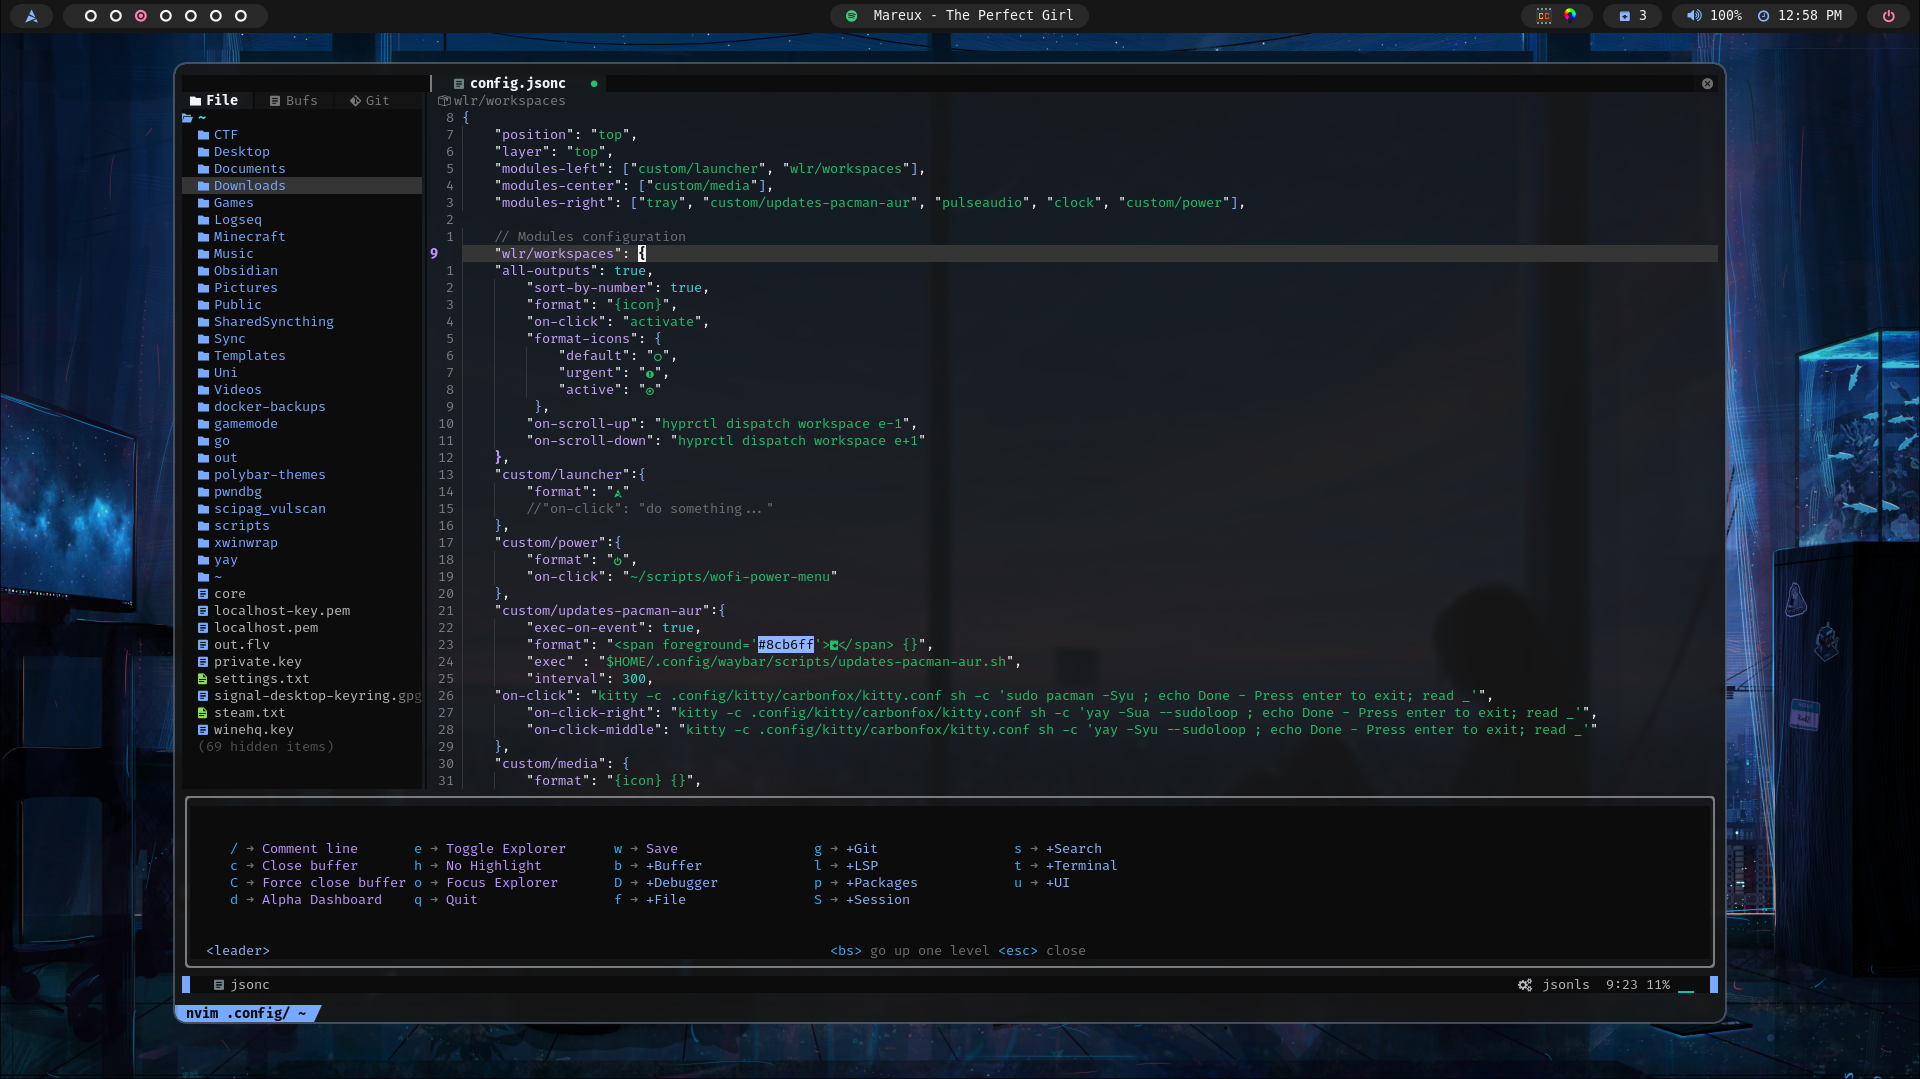 Mareux - The Perfect Girl
3
100%
12:58 PM
config.jsonc
File Bufs Git
wlr/workspaces
~
CTF
Desktop
Documents
Downloads
Games
Logseq
Minecraft
Music
Obsidian
Pictures
Public
SharedSyncthing
Sync
Templates
Uni
Videos
docker-backups
gamemode
go
out
polybar-themes
pwndbg
scipag_vulscan
scripts
xwinwrap
yay
~
core
localhost-key.pem
localhost.pem
out.flv
private.key
settings.txt
signal-desktop-keyring.gpg
steam.txt
winehq.key
(69 hidden items)
8 {
7 "position": "top",
6 "layer": "top",
5 "modules-left": ["custom/launcher", "wlr/workspaces"],
4 "modules-center": ["custom/media"],
3 "modules-right": ["tray", "custom/updates-pacman-aur", "pulseaudio", "clock", "custom/power"],
2
1 // Modules configuration
9 "wlr/workspaces": {
1 "all-outputs": true,
2 "sort-by-number": true,
3 "format": "{icon}",
4 "on-click": "activate",
5 "format-icons": {
6 "default": "",
7 "urgent": "",
8 "active": ""
9 },
10 "on-scroll-up": "hyprctl dispatch workspace e-1",
11 "on-scroll-down": "hyprctl dispatch workspace e+1"
12 },
13 "custom/launcher":{
14 "format": ""
15 //"on-click": "do something..."
16 },
17 "custom/power":{
18 "format": "",
19 "on-click": "~/scripts/wofi-power-menu"
20 },
21 "custom/updates-pacman-aur":{
22 "exec-on-event": true,
23 "format": "<span foreground='#8cb6ff'></span> {}",
24 "exec" : "$HOME/.config/waybar/scripts/updates-pacman-aur.sh",
25 "interval": 300,
26 "on-click": "kitty -c .config/kitty/carbonfox/kitty.conf sh -c 'sudo pacman -Syu ; echo Done - Press enter to exit; read _'",
27 "on-click-right": "kitty -c .config/kitty/carbonfox/kitty.conf sh -c 'yay -Sua --sudoloop ; echo Done - Press enter to exit; read _'",
28 "on-click-middle": "kitty -c .config/kitty/carbonfox/kitty.conf sh -c 'yay -Syu --sudoloop ; echo Done - Press enter to exit; read _'"
29 },
30 "custom/media": {
31 "format": "{icon} {}",
/ → Comment line e → Toggle Explorer w → Save g → +Git s → +Search
c → Close buffer h → No Highlight b → +Buffer l → +LSP t → +Terminal
C → Force close buffer o → Focus Explorer D → +Debugger p → +Packages u → +UI
d → Alpha Dashboard q → Quit f → +File S → +Session
<leader> <bs> go up one level <esc> close
jsonc jsonls 9:23 11%
nvim .config/ ~